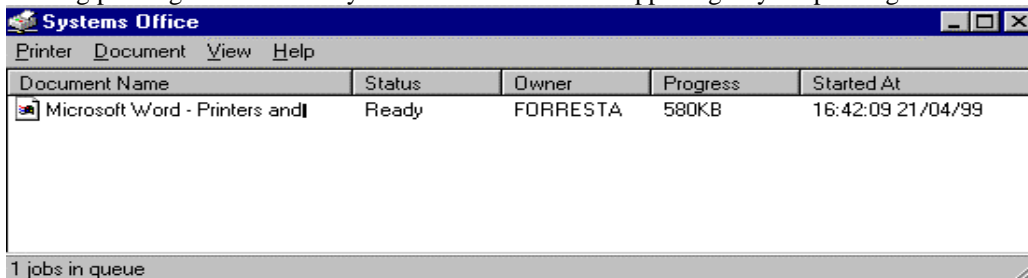 Systems Office
Printer Document View Help
Document Name Status Owner Progress Started At
Microsoft Word - Printers and Ready FORRESTA 580KB 16:42:09 21/04/99
1 jobs in queue